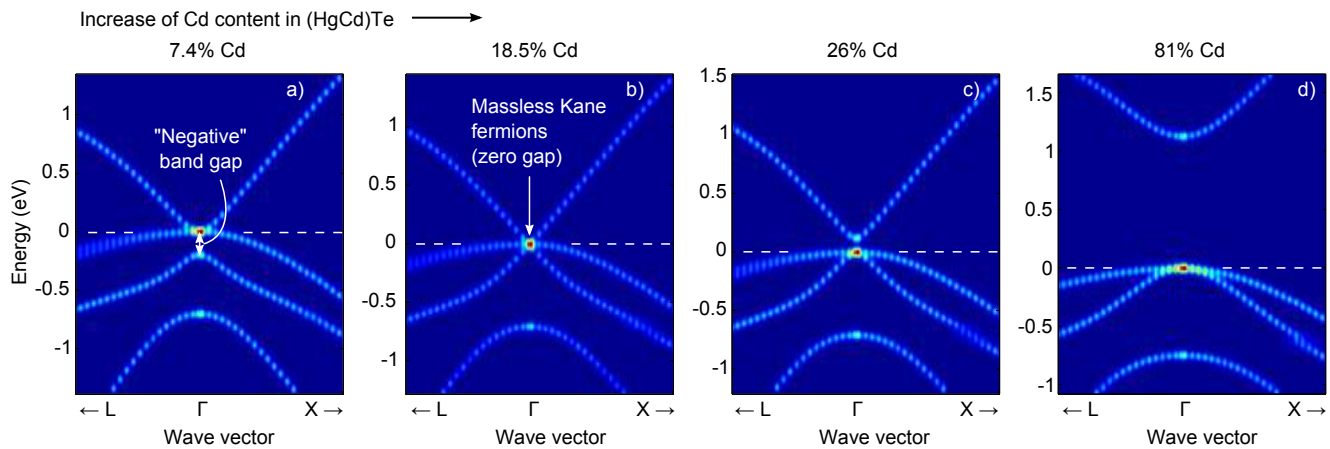 Increase of Cd content in (HgCd)Te ⟶
7.4% Cd
18.5% Cd
26% Cd
81% Cd
Energy (eV)
a)
"Negative"
band gap
1
0.5
0
-0.5
-1
← L Γ X →
Wave vector
b)
Massless Kane
fermions
(zero gap)
1
0.5
0
-0.5
-1
← L Γ X →
Wave vector
c)
1.5
1
0.5
0
-0.5
-1
← L Γ X →
Wave vector
d)
1.5
1
0.5
0
-0.5
-1
← L Γ X →
Wave vector